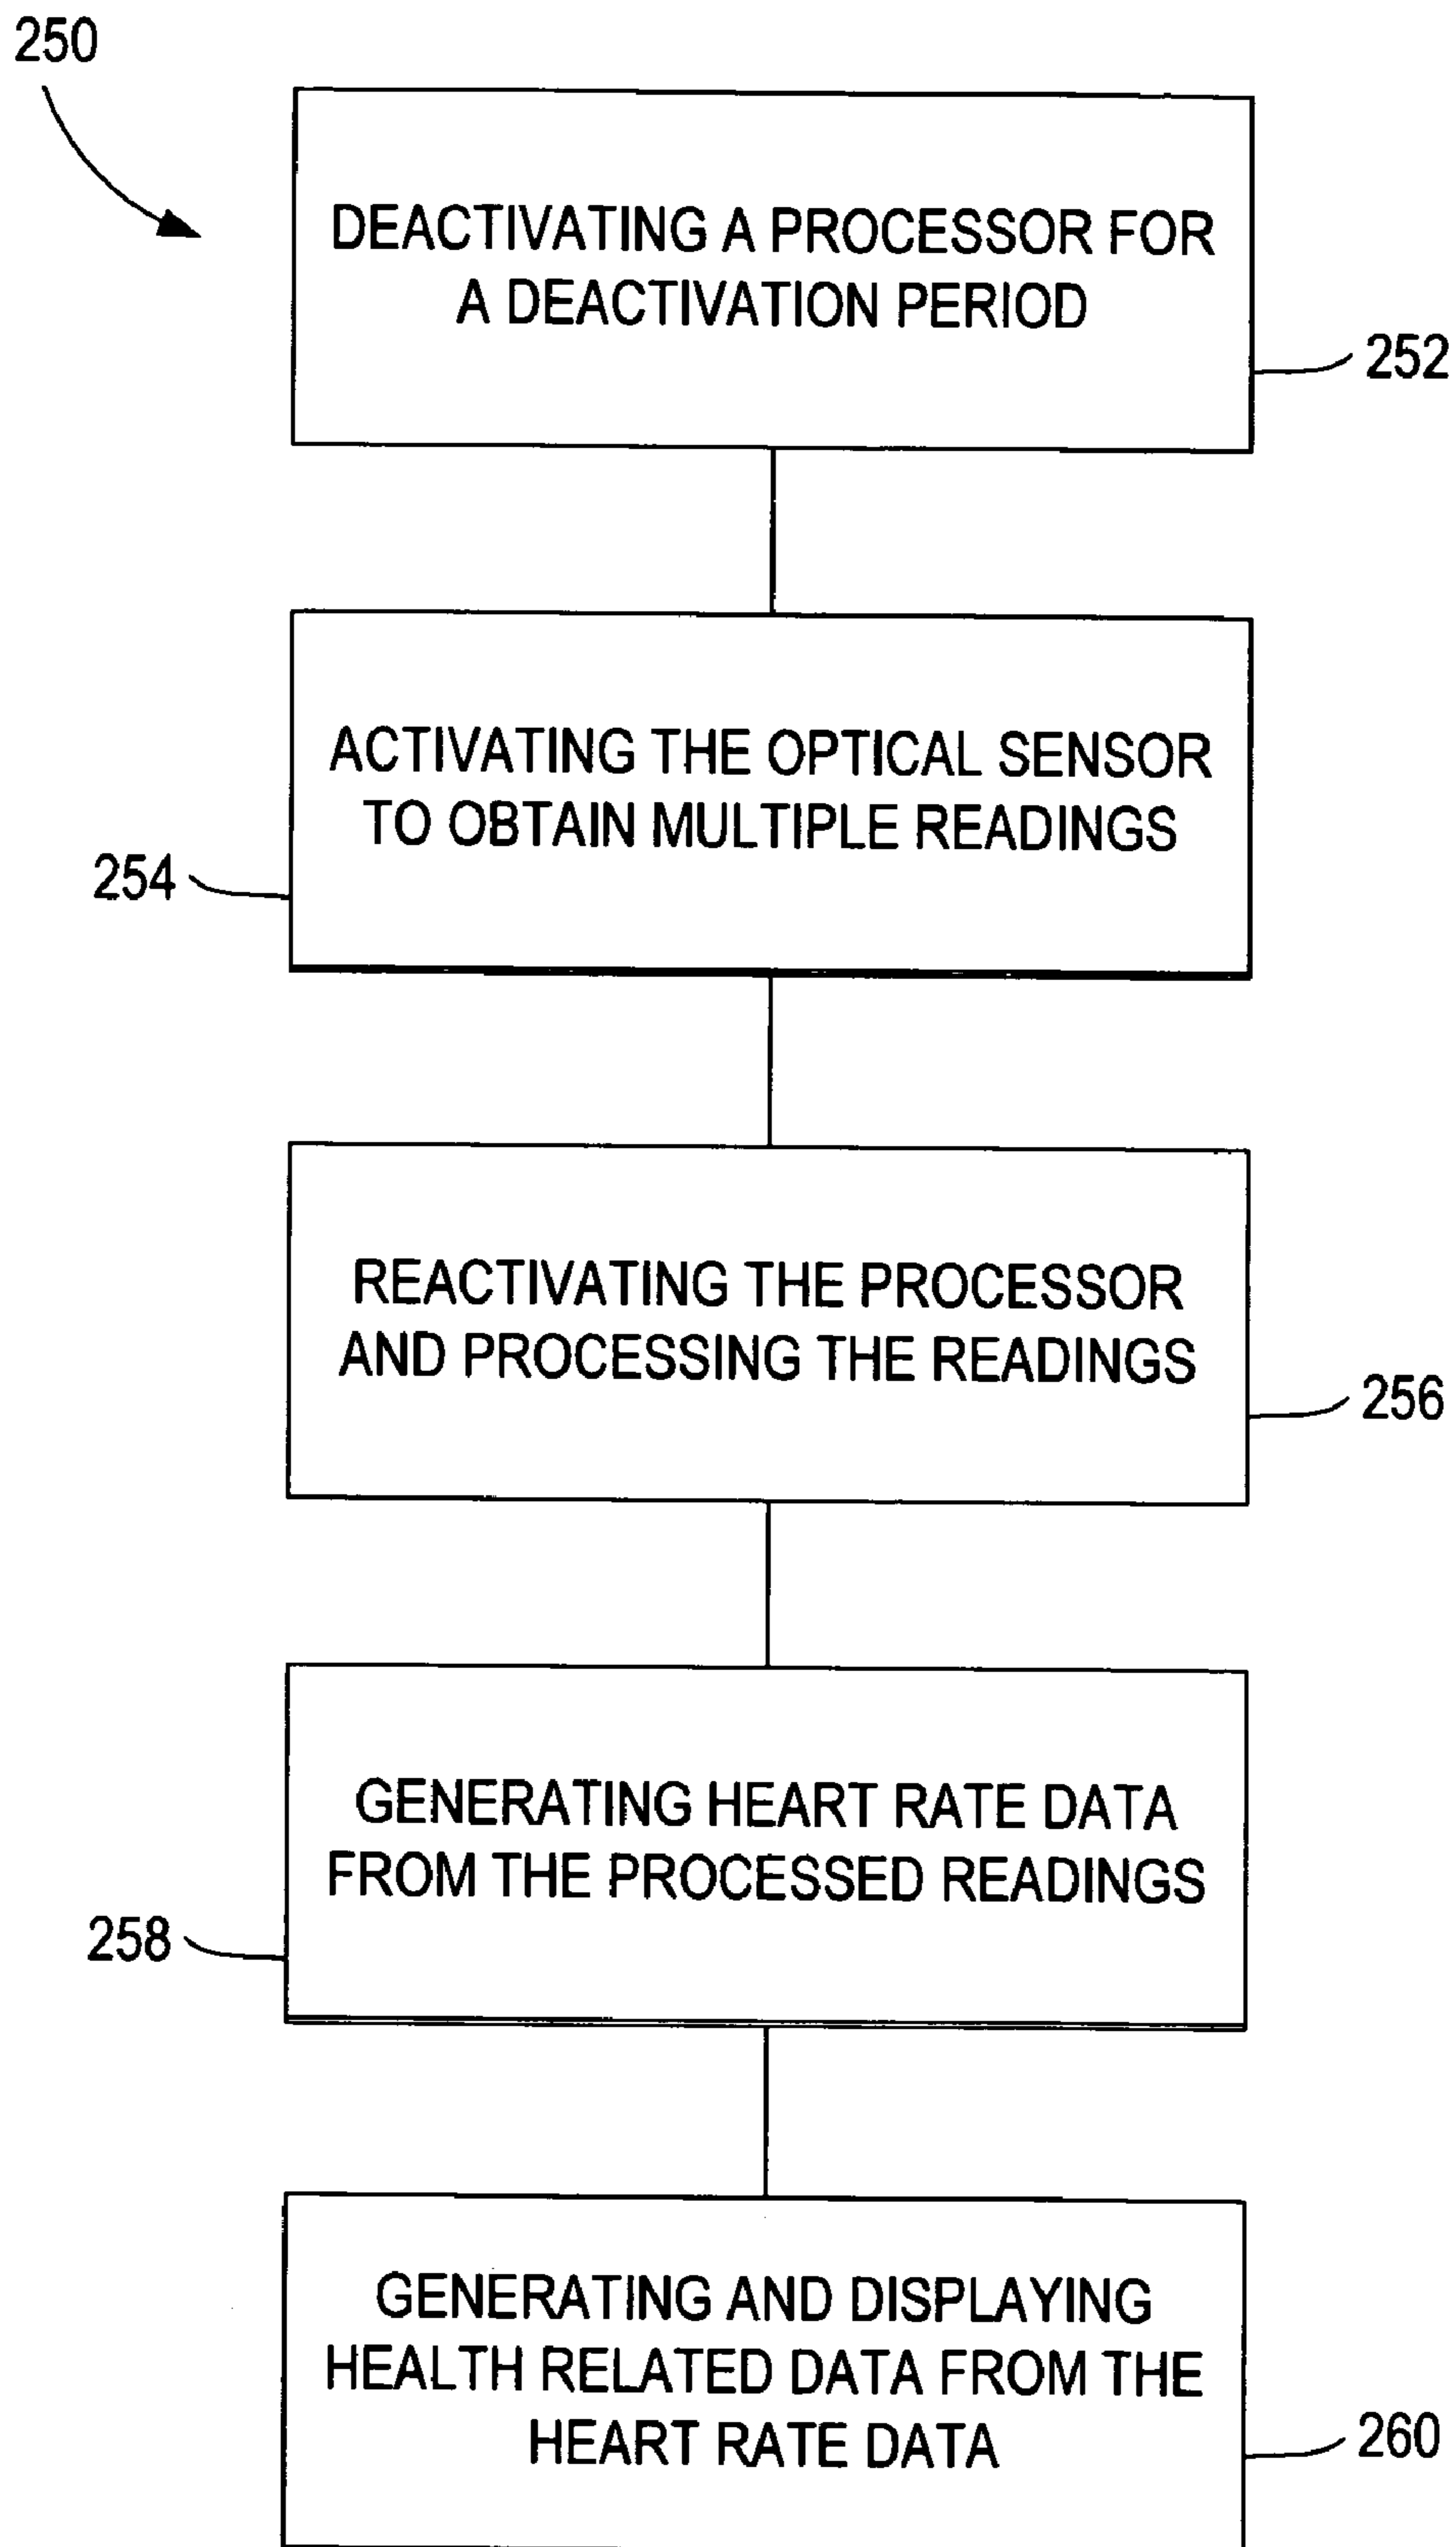 250
DEACTIVATING A PROCESSOR FOR
A DEACTIVATION PERIOD
252
ACTIVATING THE OPTICAL SENSOR
TO OBTAIN MULTIPLE READINGS
254
REACTIVATING THE PROCESSOR
AND PROCESSING THE READINGS
256
GENERATING HEART RATE DATA
FROM THE PROCESSED READINGS
258
GENERATING AND DISPLAYING
HEALTH RELATED DATA FROM THE
HEART RATE DATA
260